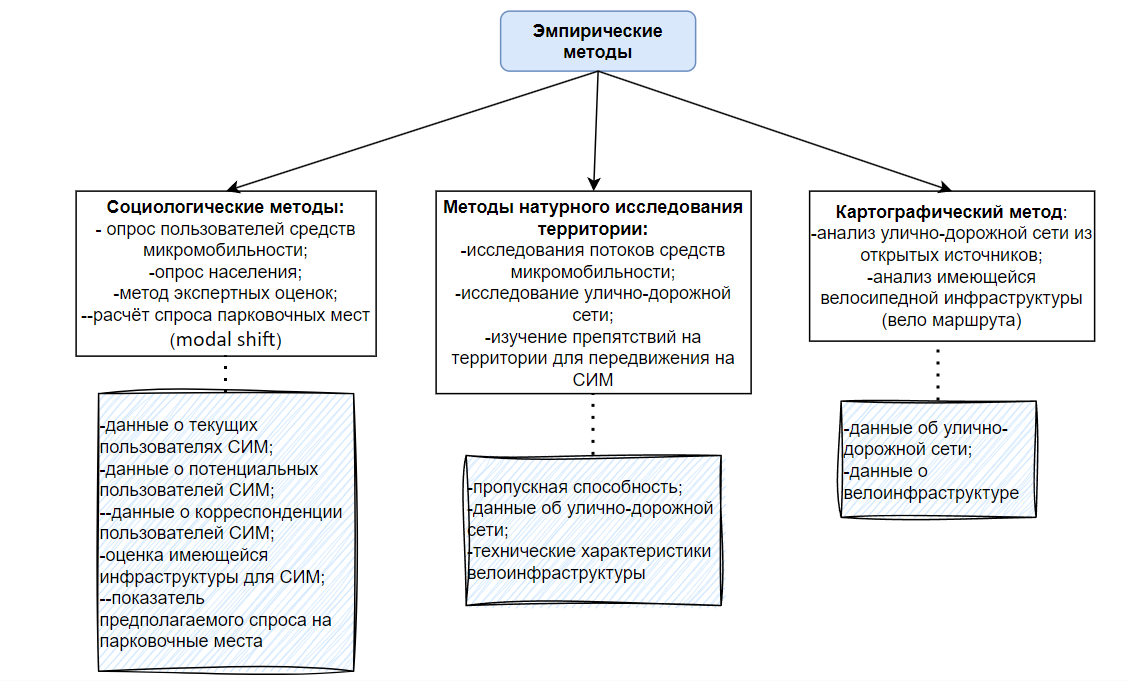 Эмпирические
методы
Социологические методы:
- опрос пользователей средств
микромобильности;
-опрос населения;
-метод экспертных оценок;
--расчёт спроса парковочных мест
(modal shift)
-данные о текущих
пользователях СИМ;
-данные о потенциальных
пользователей СИМ;
--данные о корреспонденции
пользователей СИМ;
-оценка имеющейся
инфраструктуры для СИМ;
--показатель
предполагаемого спроса на
парковочные места
Методы натурного исследования
территории:
-исследования потоков средств
микромобильности;
-исследование улично-дорожной
сети;
-изучение препятствий на
территории для передвижения на
СИМ
-пропускная способность;
-данные об улично-дорожной
сети;
-технические характеристики
велоинфраструктуры
Картографический метод:
-анализ улично-дорожной сети из
открытых источников;
-анализ имеющейся
велосипедной инфраструктуры
(вело маршрута)
-данные об улично-
дорожной сети;
-данные о
велоинфраструктуре